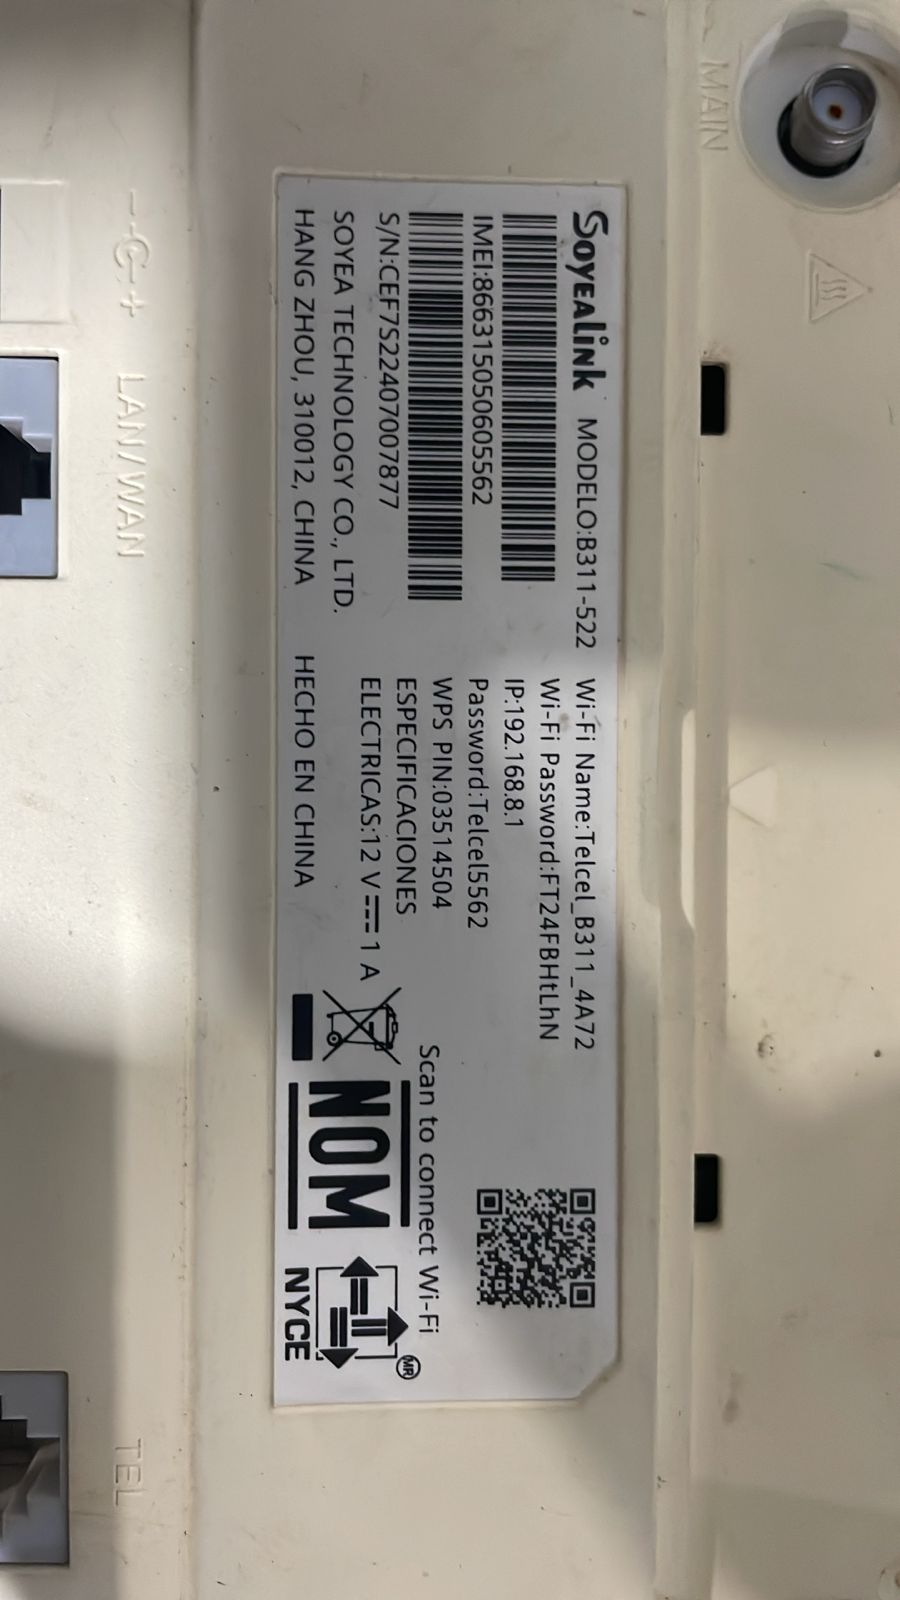 MAIN
SOYEALINK MODELO:B311-522
IMEI:866315050605562
S/N:CEF7S22407007877
SOYEA TECHNOLOGY CO., LTD.
HANG ZHOU, 310012, CHINA HECHO EN CHINA
Wi-Fi Name:Telcel_B311_4A72
Wi-Fi Password:FT24FBHtLhN
IP:192.168.8.1
Password:Telcel5562
WPS PIN:03514504
ESPECIFICACIONES
ELECTRICAS:12 V⎓1 A
Scan to connect Wi-Fi
NOM
NYCE
MR
LAN/WAN
TEL